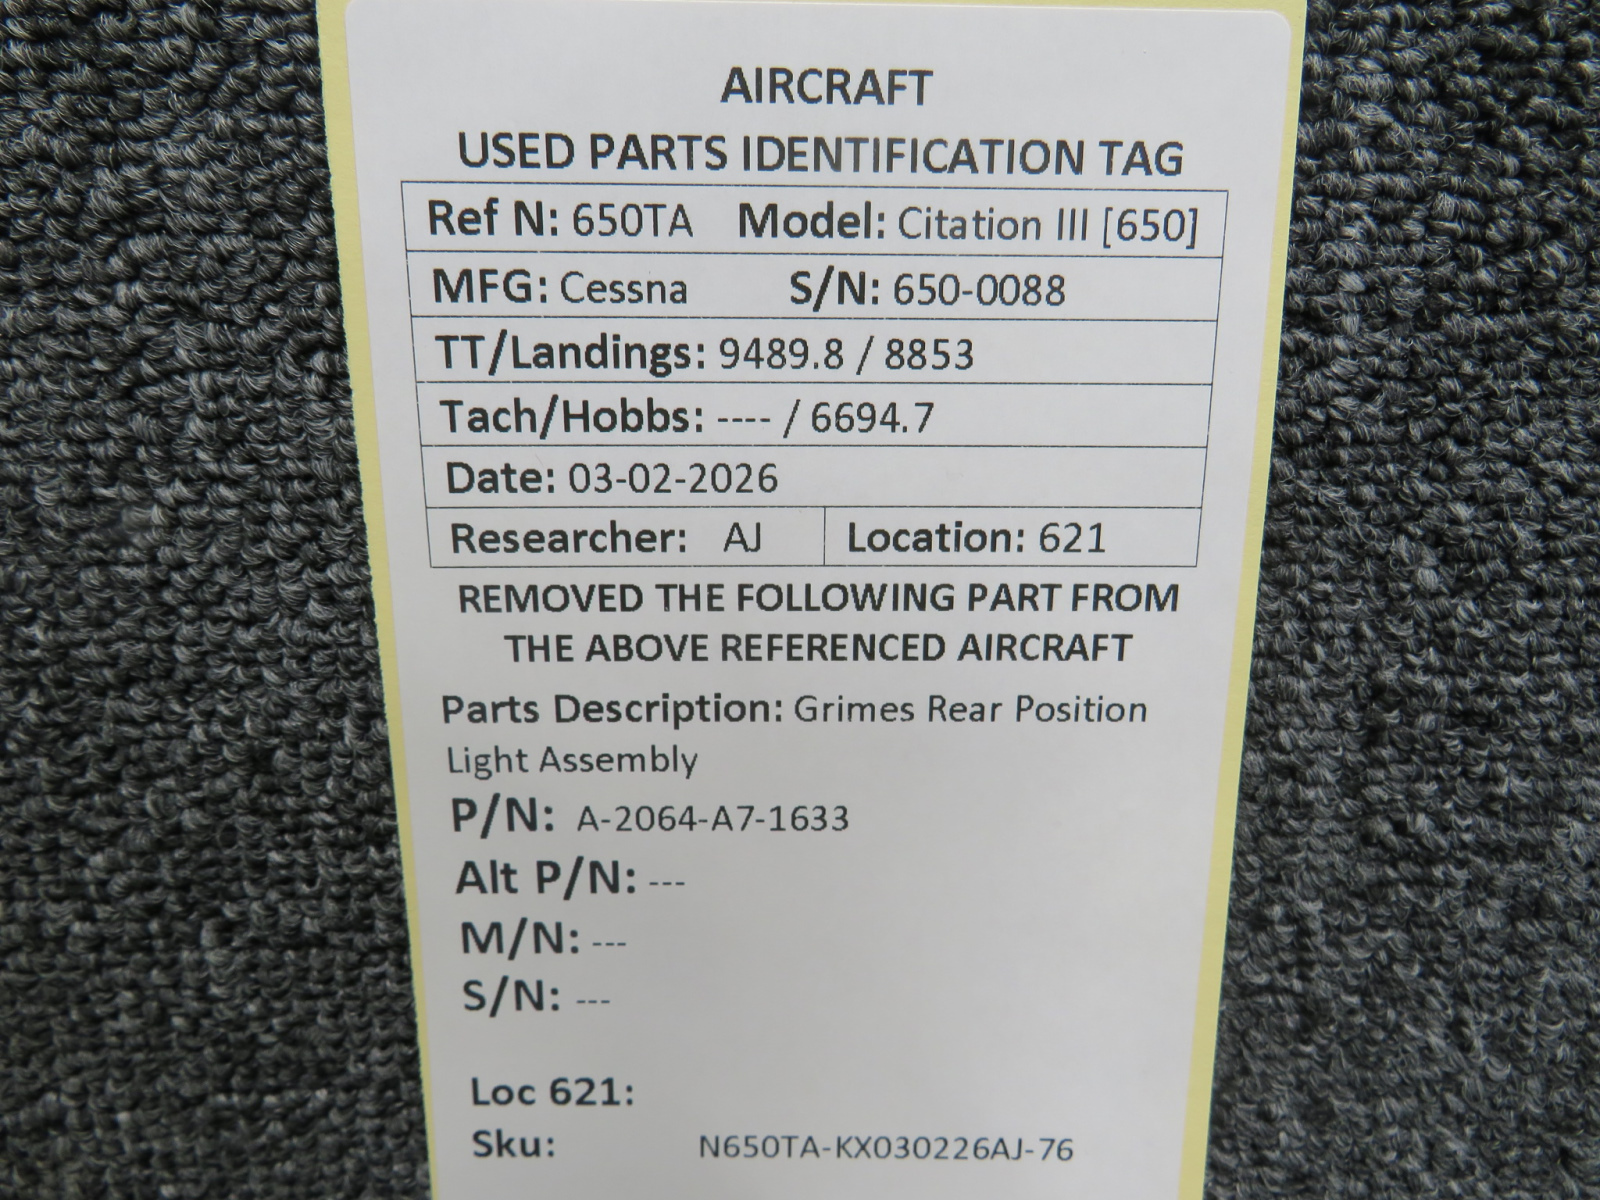 AIRCRAFT
USED PARTS IDENTIFICATION TAG
Ref N: 650TA Model: Citation III [650]
MFG: Cessna S/N: 650-0088
TT/Landings: 9489.8 / 8853
Tach/Hobbs: ---- / 6694.7
Date: 03-02-2026
Researcher: AJ Location: 621
REMOVED THE FOLLOWING PART FROM
THE ABOVE REFERENCED AIRCRAFT
Parts Description: Grimes Rear Position
Light Assembly
P/N: A-2064-A7-1633
Alt P/N: ---
M/N: ---
S/N: ---
Loc 621:
Sku: N650TA-KX030226AJ-76